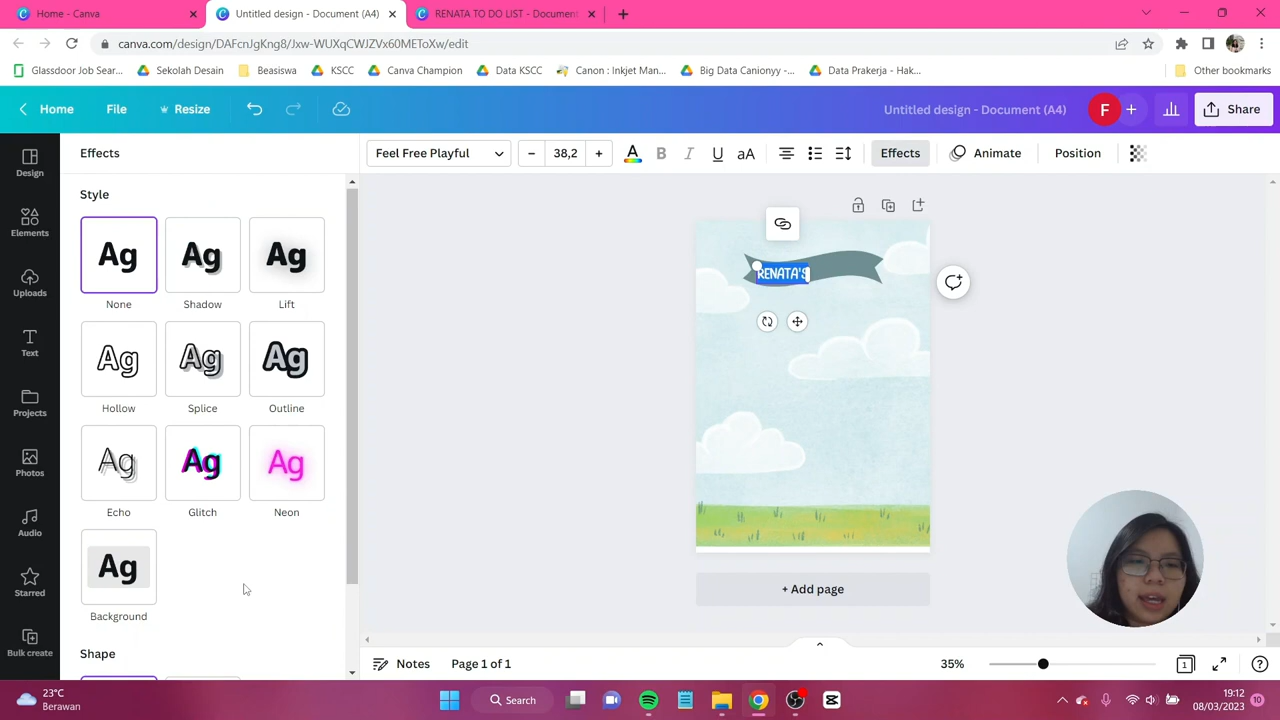 Home - Canva
Untitled design - Document (A4)
RENATA TO DO LIST - Document
canva.com/design/DAFcnJgKng8/Jxw-WUXqCWJZVx60METoXw/edit
Glassdoor Job Sear...
Sekolah Desain
Beasiswa
KSCC
Canva Champion
Data KSCC
Canon : Inkjet Man...
Big Data Canionyy -...
Data Prakerja - Hak...
Other bookmarks
Home
File
Resize
Untitled design - Document (A4)
F
Share
Effects
Feel Free Playful
38,2
A
B
I
U
aA
Effects
Animate
Position
Design
Elements
Uploads
Text
Projects
Photos
Audio
Starred
Bulk create
Style
Ag
Ag
Ag
None
Shadow
Lift
Ag
Ag
Ag
Hollow
Splice
Outline
Ag
Ag
Ag
Echo
Glitch
Neon
Ag
Background
Shape
RENATA'S
+ Add page
Notes
Page 1 of 1
35%
1
23°C
Berawan
Search
19:12
08/03/2023
10